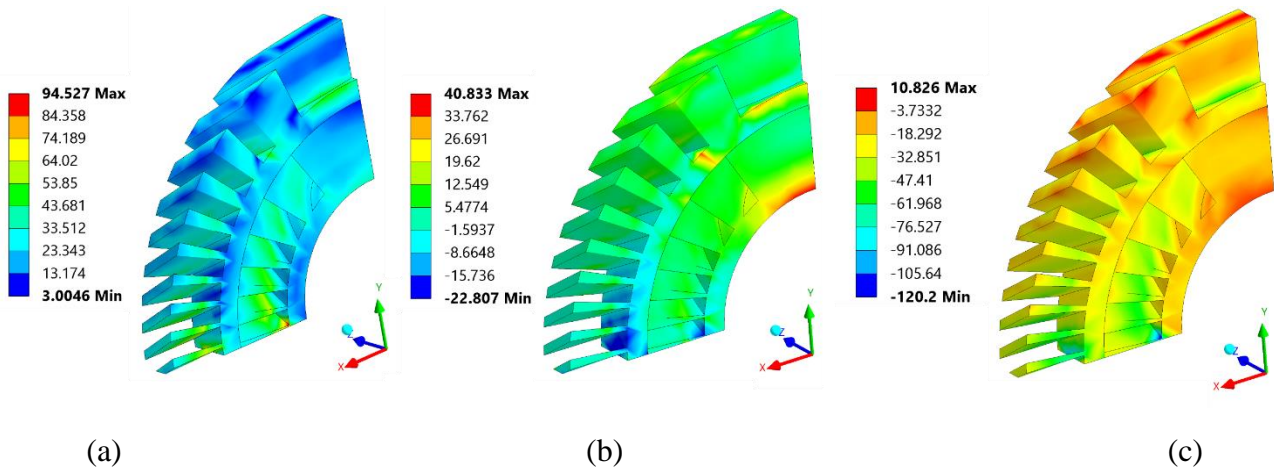 94.527 Max
84.358
74.189
64.02
53.85
43.681
33.512
23.343
13.174
3.0046 Min
Y
Z
X
(a)
40.833 Max
33.762
26.691
19.62
12.549
5.4774
-1.5937
-8.6648
-15.736
-22.807 Min
Y
Z
X
(b)
10.826 Max
-3.7332
-18.292
-32.851
-47.41
-61.968
-76.527
-91.086
-105.64
-120.2 Min
Y
Z
X
(c)